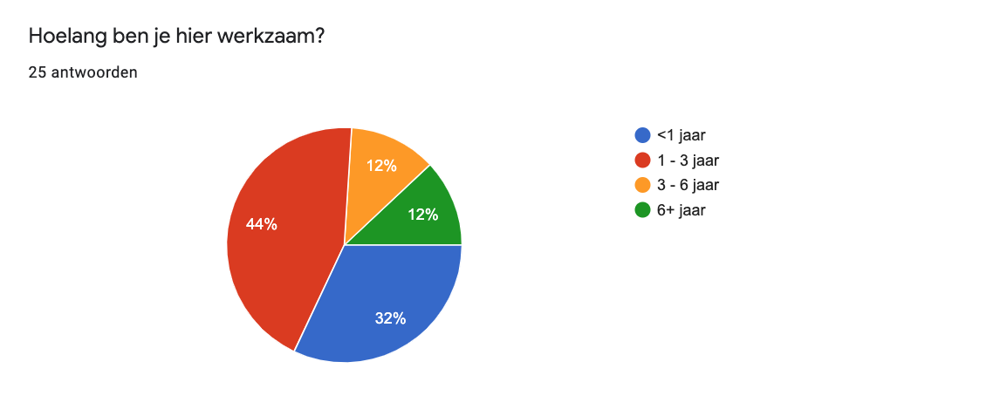 Hoelang ben je hier werkzaam?
25 antwoorden
12%
12%
44%
32%
<1 jaar
1 - 3 jaar
3 - 6 jaar
6+ jaar